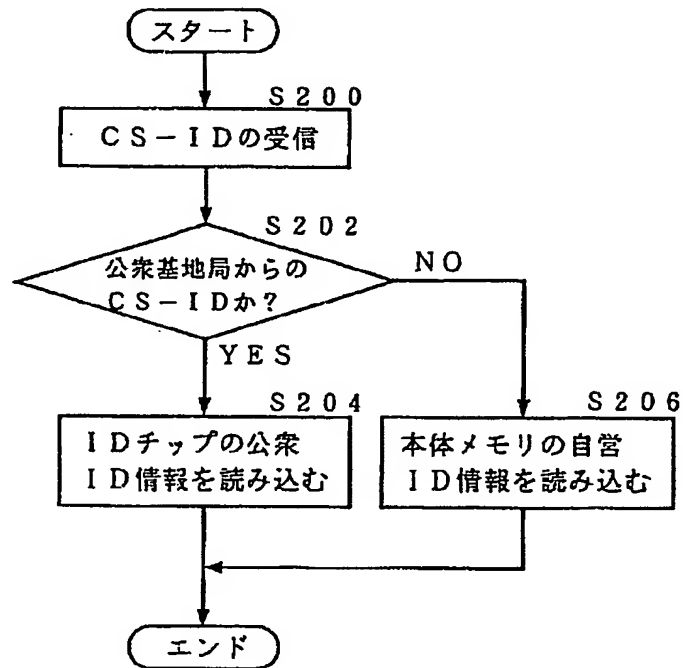 スタート
S200
CS-IDの受信
S202
公衆基地局からの
CS-IDか?
NO
YES
S204
IDチップの公衆
ID情報を読み込む
S206
本体メモリの自営
ID情報を読み込む
エンド